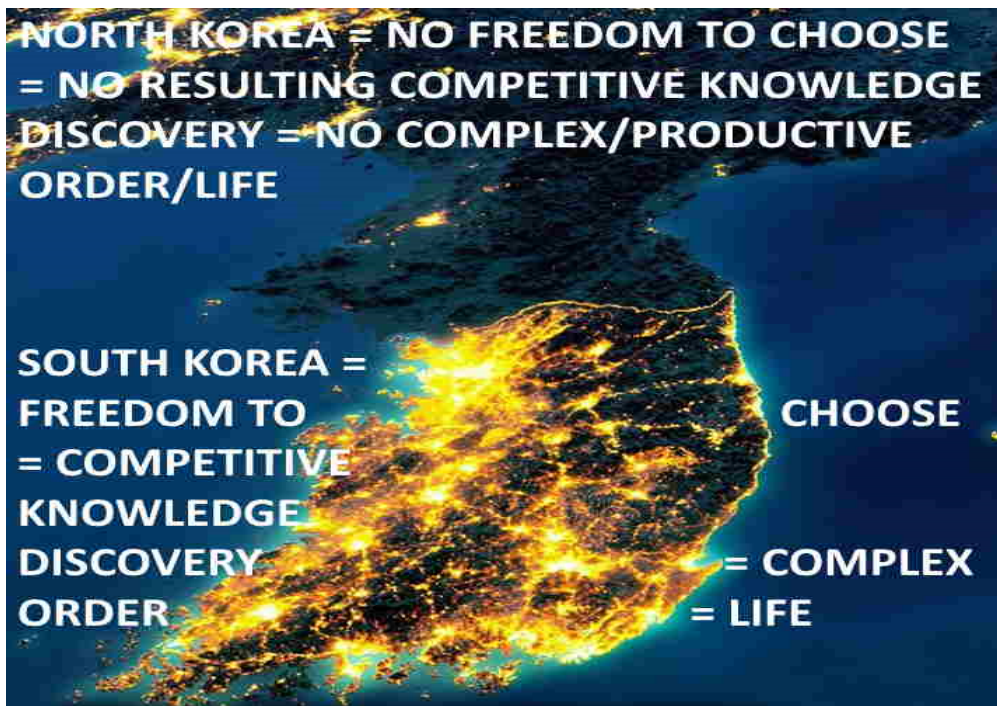 NORTH KOREA = NO FREEDOM TO CHOOSE
= NO RESULTING COMPETITIVE KNOWLEDGE
DISCOVERY = NO COMPLEX/PRODUCTIVE
ORDER/LIFE
SOUTH KOREA =
FREEDOM TO CHOOSE
= COMPETITIVE
KNOWLEDGE
DISCOVERY = COMPLEX
ORDER = LIFE